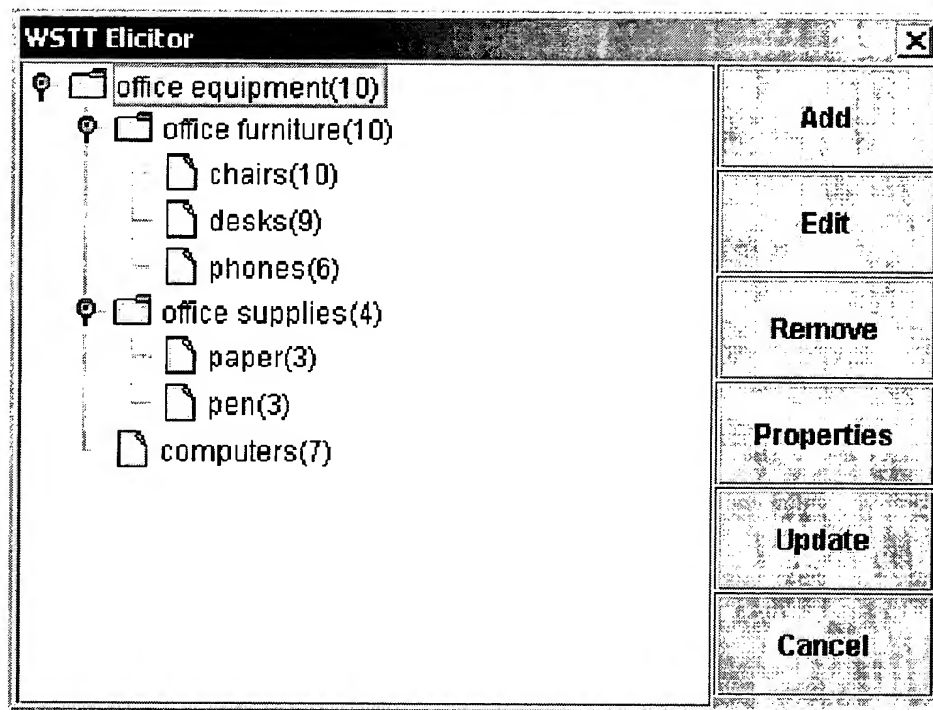 WSTT Elicitor
office equipment(10)
office furniture(10)
chairs(10)
desks(9)
phones(6)
office supplies(4)
paper(3)
pen(3)
computers(7)
Add
Edit
Remove
Properties
Update
Cancel